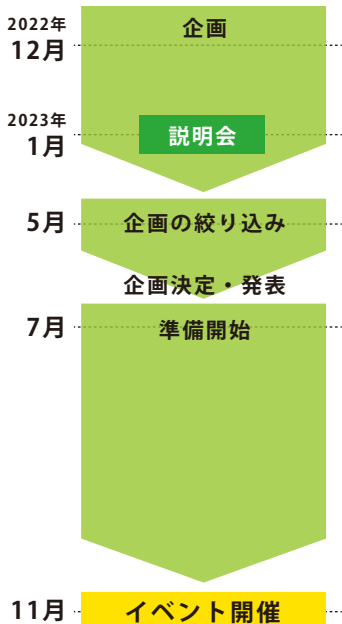 2022年
12月
企画
2023年
1月
説明会
5月
企画の絞り込み
企画決定・発表
7月
準備開始
11月
イベント開催